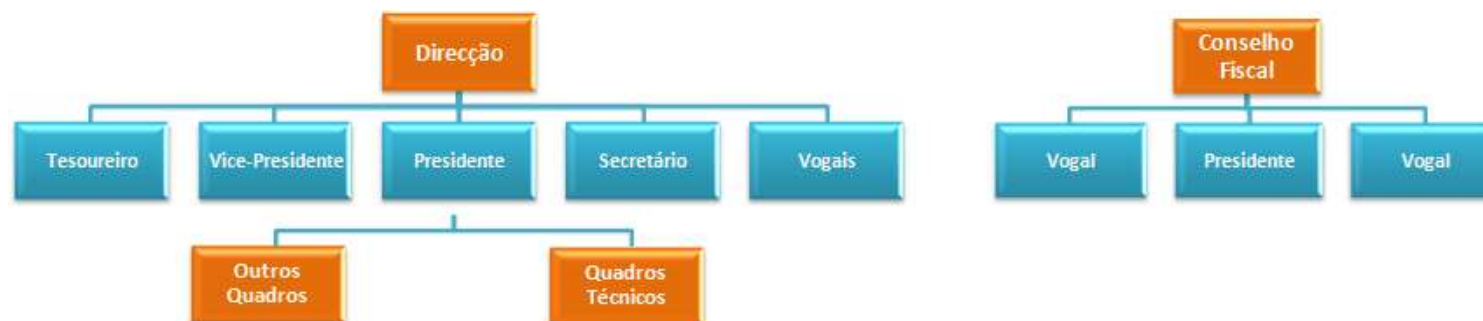 Direcção
Tesoureiro
Vice-Presidente
Presidente
Secretário
Vogais
Outros
Quadros
Quadros
Técnicos
Conselho
Fiscal
Vogal
Presidente
Vogal